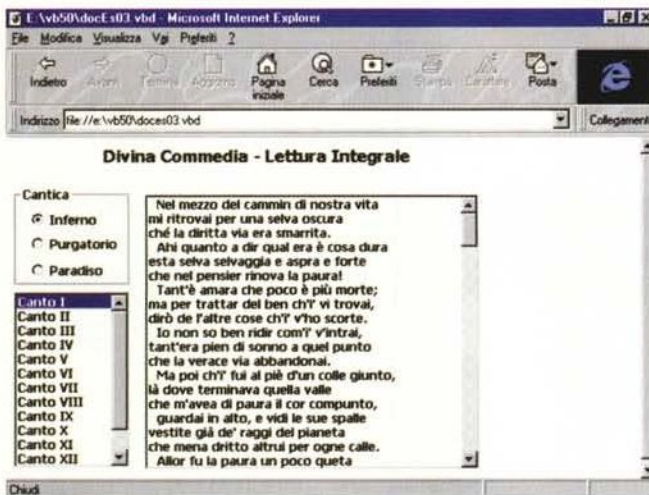 E:\vb50\docEs03.vbd - Microsoft Internet Explorer
File Modifica Visualizza Vai Preferiti ?
Indietro Avanti Termina Aggiorna Pagina iniziale Cerca Preferiti Stampa Carattere Posta
Indirizzo file://e:\vb50\doces03.vbd Collegament
Divina Commedia - Lettura Integrale
Cantica
Inferno
Purgatorio
Paradiso
Canto I
Canto II
Canto III
Canto IV
Canto V
Canto VI
Canto VII
Canto VIII
Canto IX
Canto X
Canto XI
Canto XII
Nel mezzo del cammin di nostra vita
mi ritrovai per una selva oscura
ché la diritta via era smarrita.
Ahi quanto a dir qual era è cosa dura
esta selva selvaggia e aspra e forte
che nel pensier rinova la paura!
Tant'è amara che poco è più morte;
ma per trattar del ben ch'i' vi trovai,
dirò de l'altre cose ch'i' v'ho scorte.
Io non so ben ridir com'i' v'intrai,
tant'era pien di sonno a quel punto
che la verace via abbandonai.
Ma poi ch'i' fui al piè d'un colle giunto,
là dove terminava quella valle
che m'avea di paura il cor compunto,
guardai in alto, e vidi le sue spalle
vestite già de' raggi del pianeta
che mena dritto altrui per ogne calle.
Allor fu la paura un poco queta
Chiudi